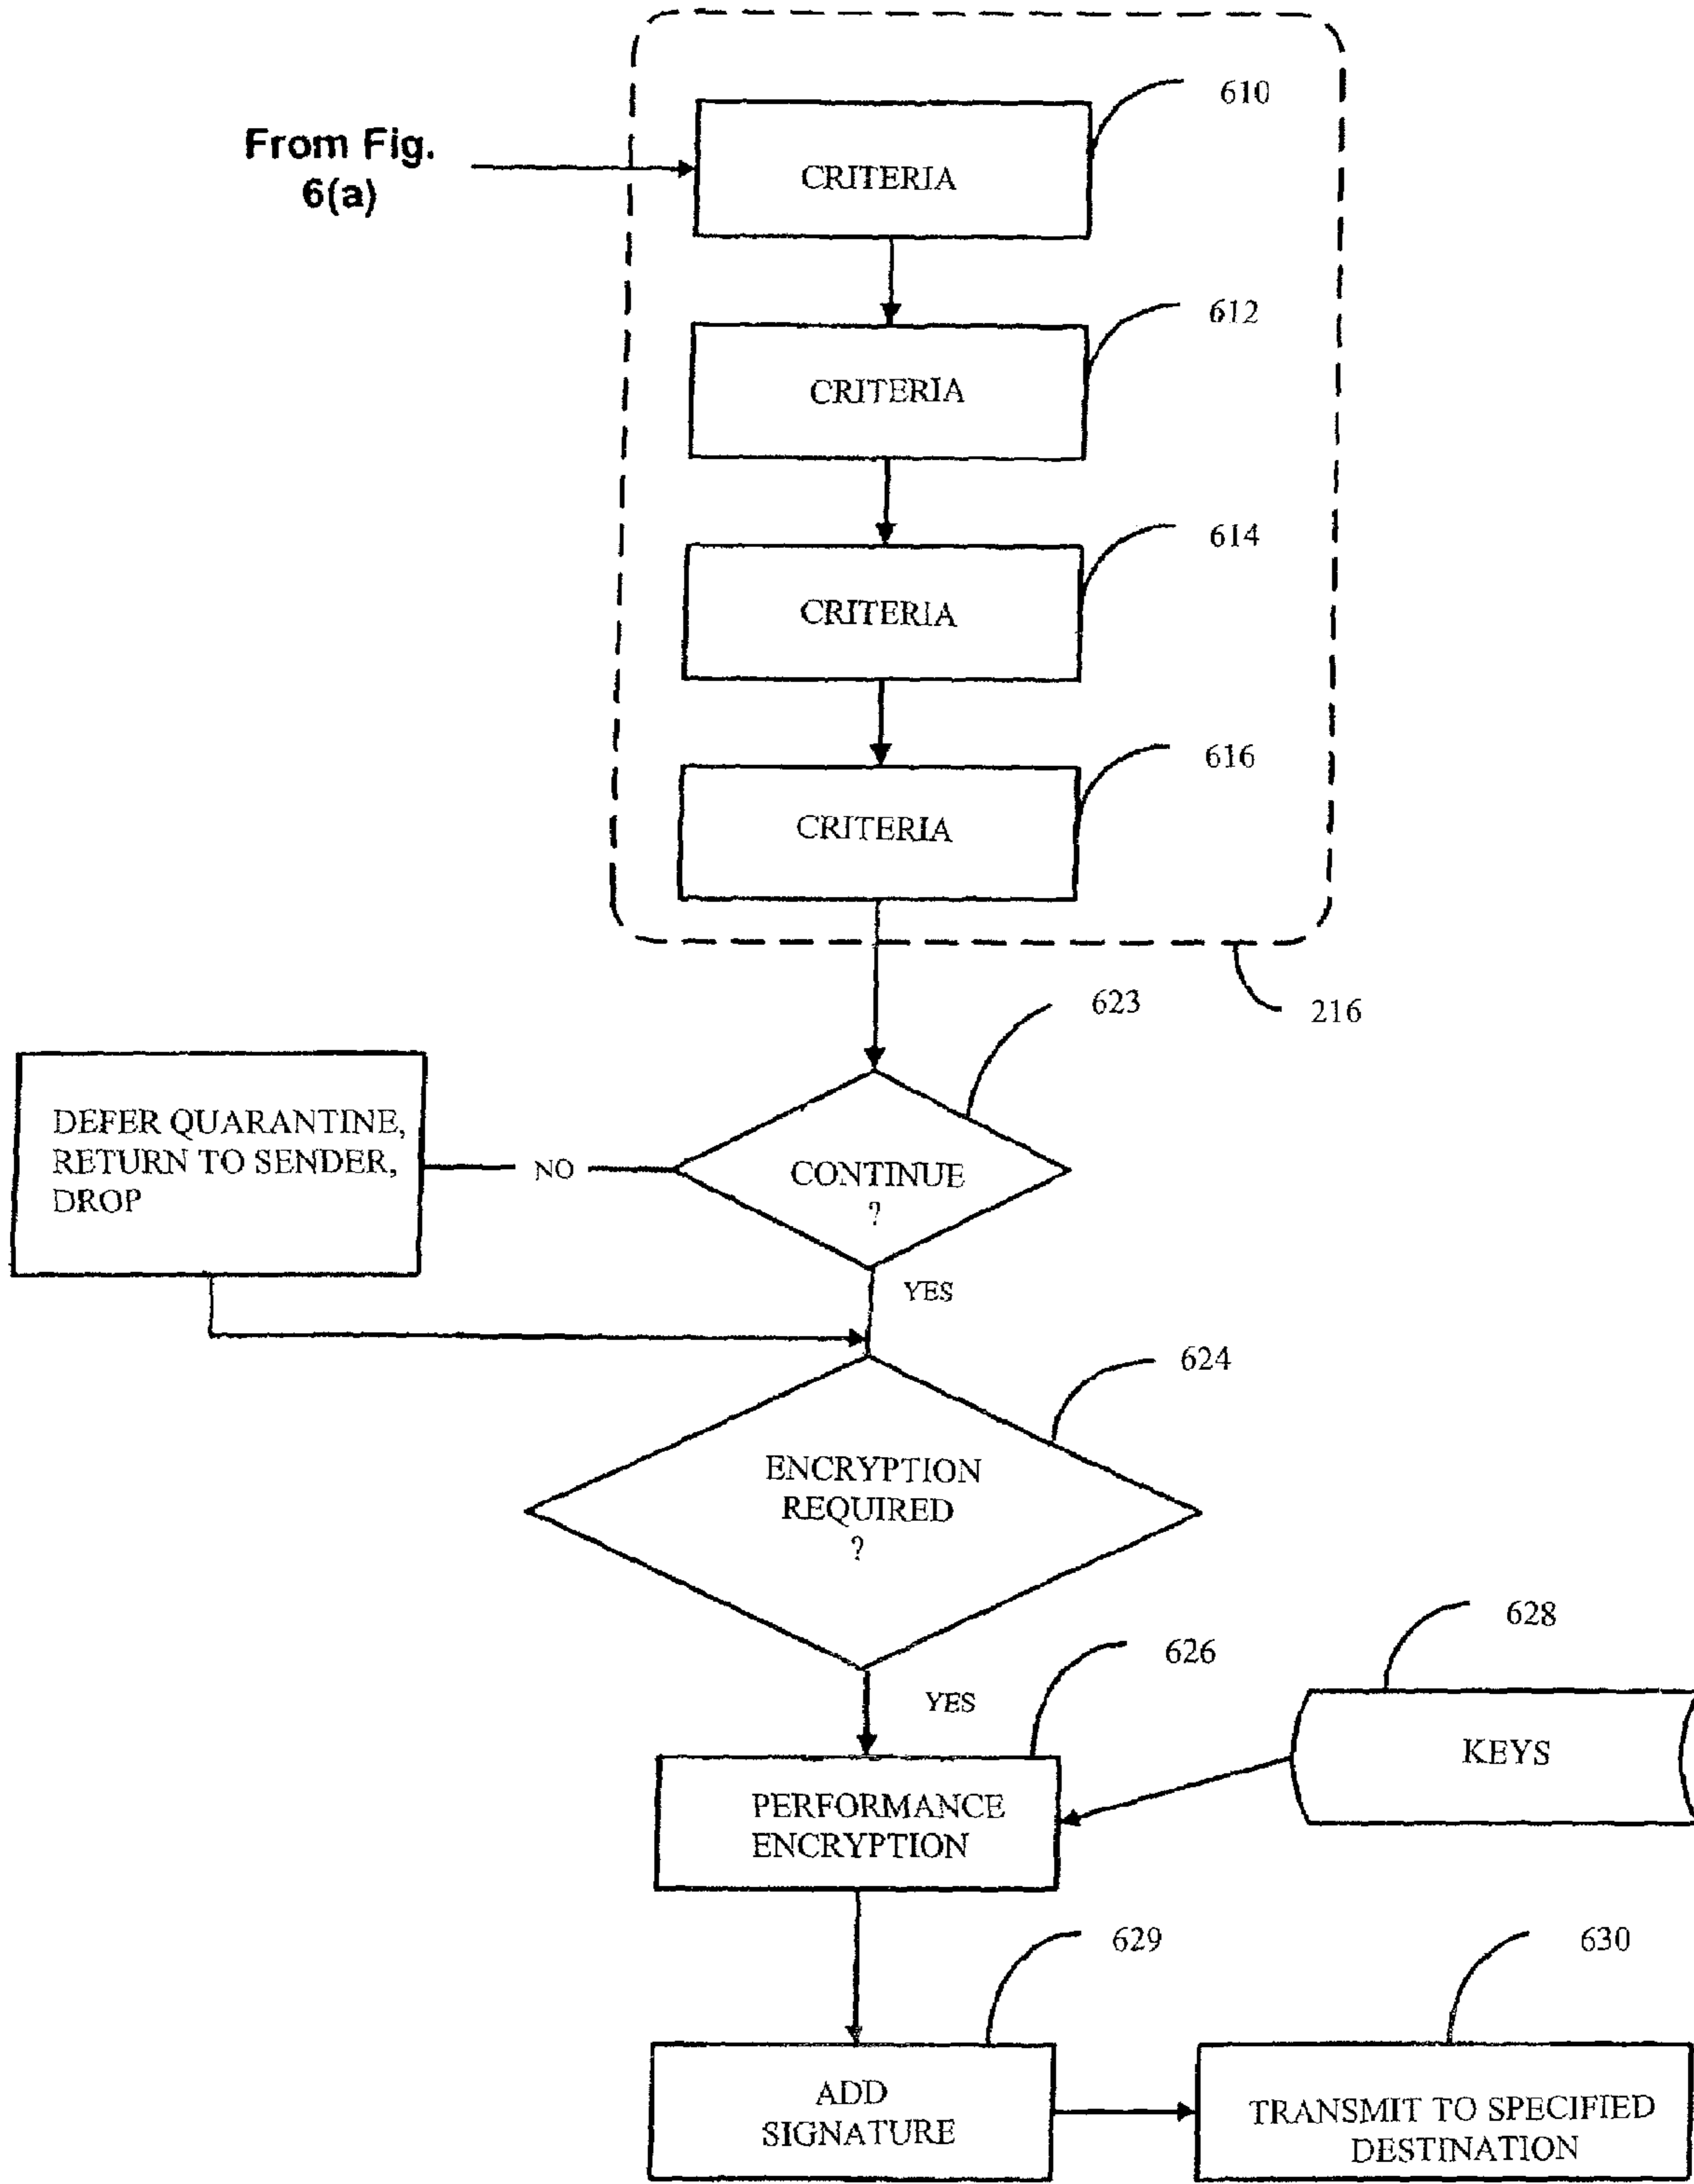 610
From Fig.
6(a)
CRITERIA
612
CRITERIA
614
CRITERIA
616
CRITERIA
216
623
DEFER QUARANTINE,
RETURN TO SENDER,
DROP
NO
CONTINUE
?
YES
624
ENCRYPTION
REQUIRED
?
628
626
YES
KEYS
PERFORMANCE
ENCRYPTION
629
630
ADD
SIGNATURE
TRANSMIT TO SPECIFIED
DESTINATION